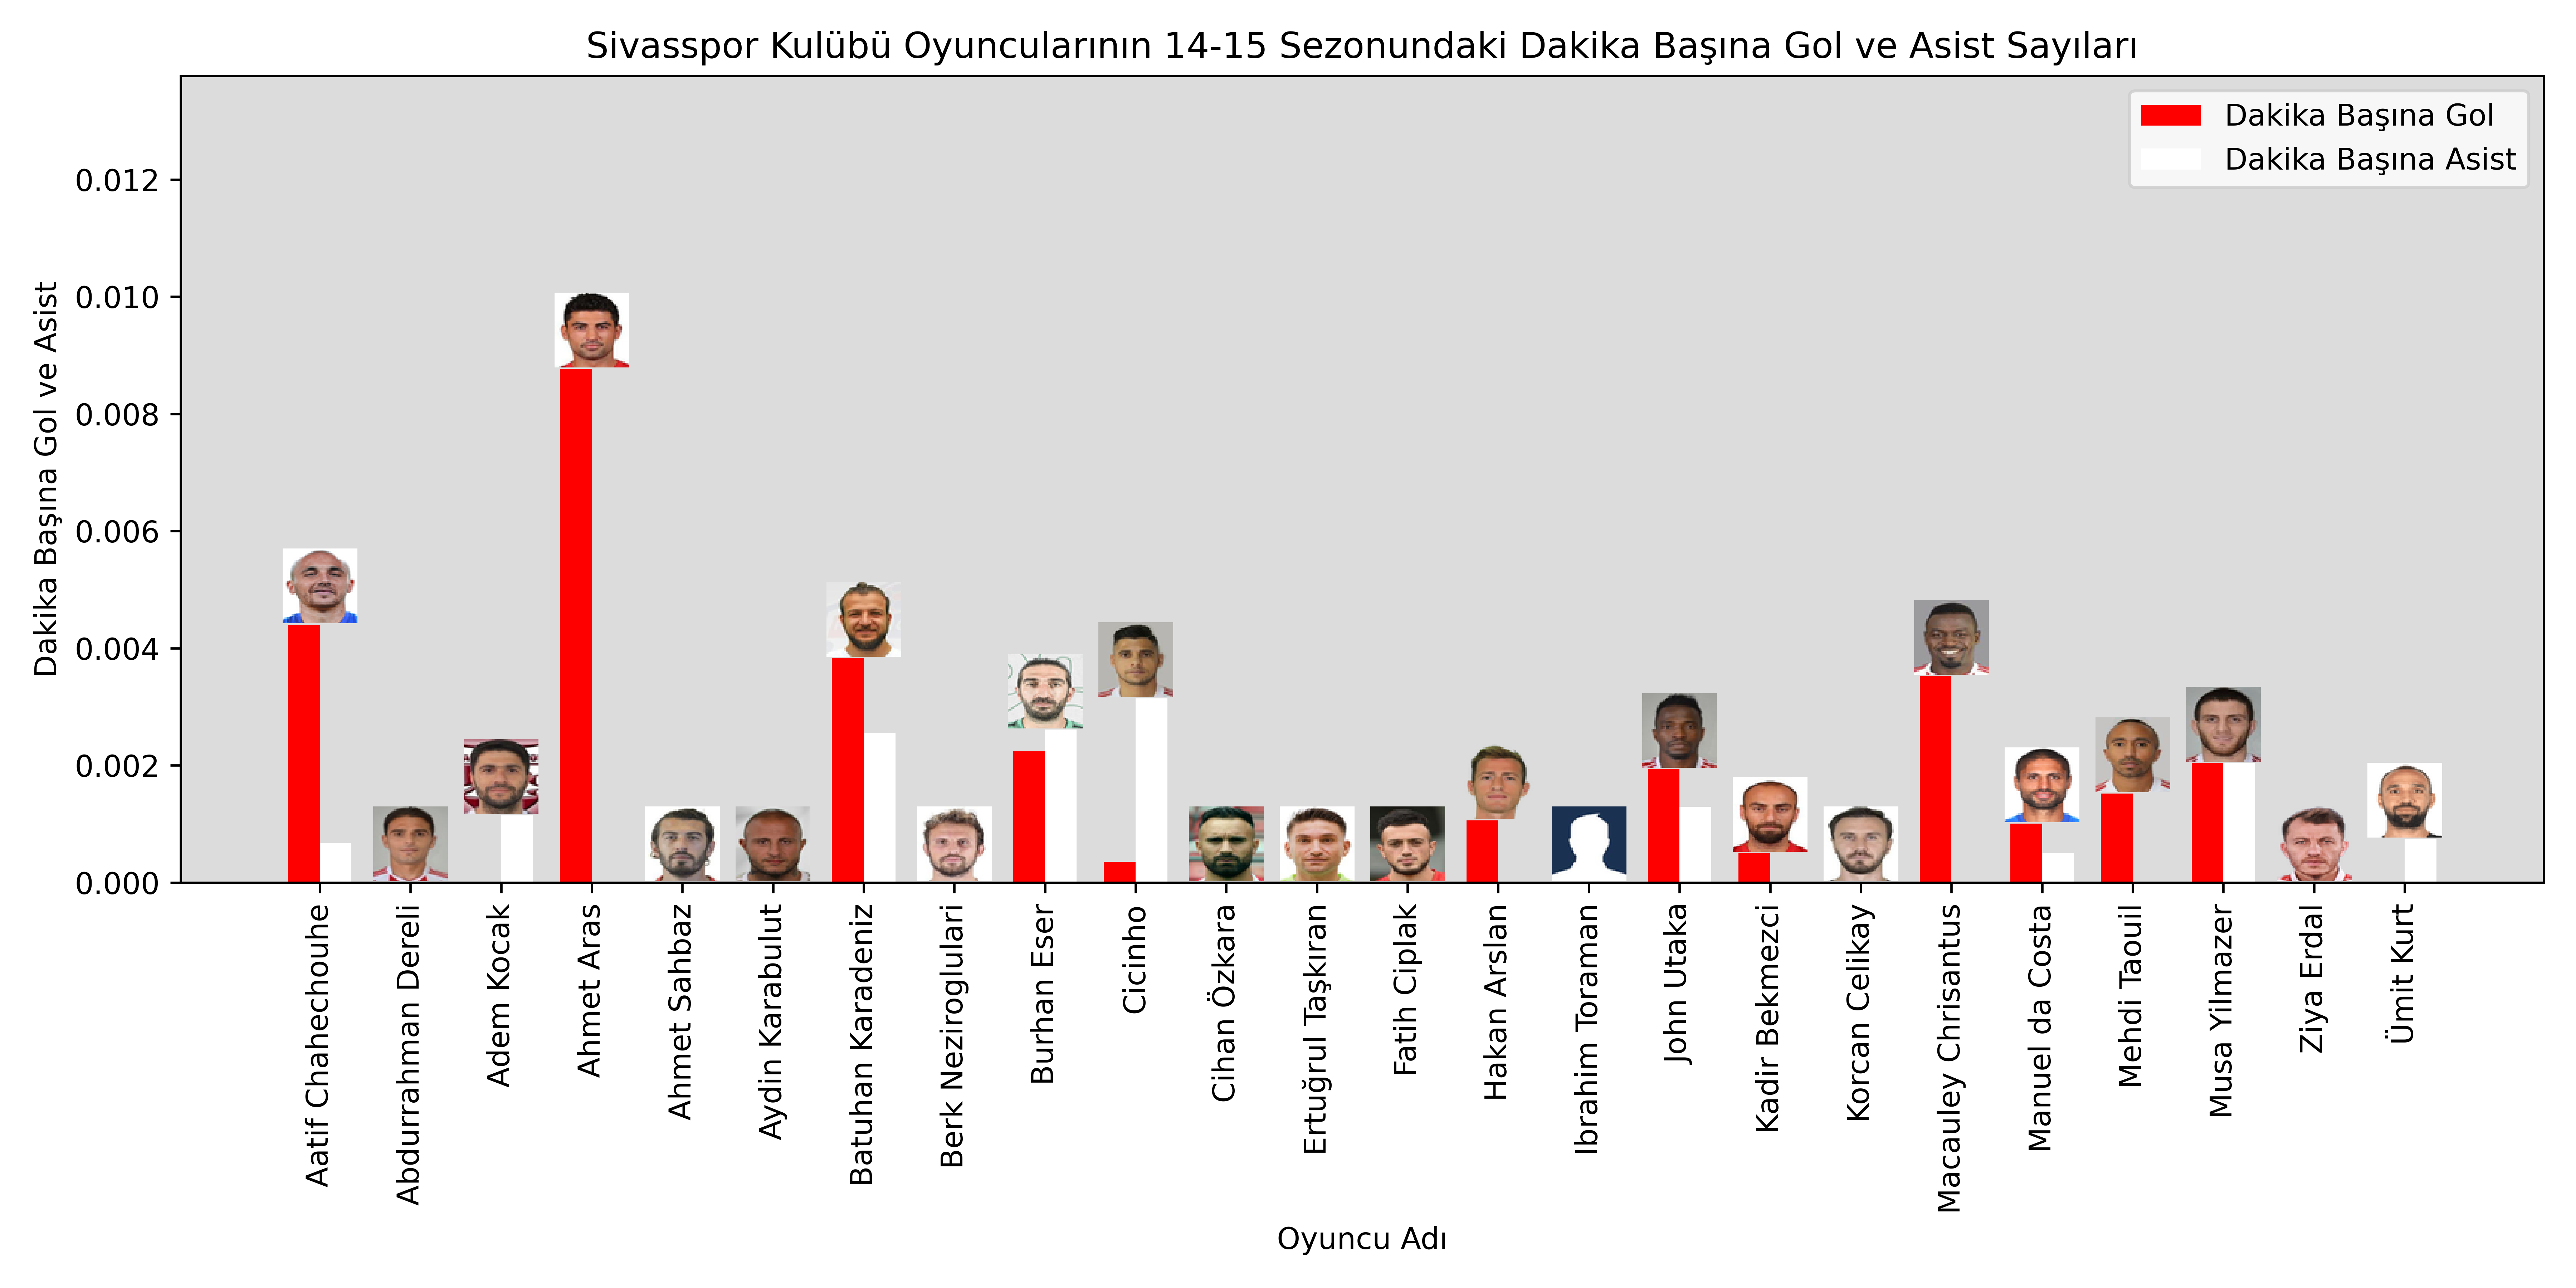 Sivasspor Kulübü Oyuncularının 14-15 Sezonundaki Dakika Başına Gol ve Asist Sayıları
Dakika Başına Gol
Dakika Başına Asist
Dakika Başına Gol ve Asist
0.012
0.010
0.008
0.006
0.004
0.002
0.000
Aatif Chahechouhe
Abdurrahman Dereli
Adem Kocak
Ahmet Aras
Ahmet Sahbaz
Aydin Karabulut
Batuhan Karadeniz
Berk Neziroglulari
Burhan Eser
Cicinho
Cihan Özkara
Ertuğrul Taşkıran
Fatih Ciplak
Hakan Arslan
Ibrahim Toraman
John Utaka
Kadir Bekmezci
Korcan Celikay
Macauley Chrisantus
Manuel da Costa
Mehdi Taouil
Musa Yilmazer
Ziya Erdal
Ümit Kurt
Oyuncu Adı